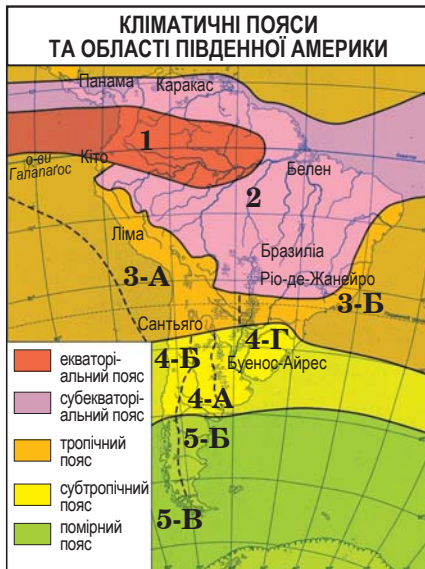 КЛІМАТИЧНІ ПОЯСИ
ТА ОБЛАСТІ ПІВДЕННОЇ АМЕРИКИ
Панама
Каракас
1
о-ви
Галапаґос
Кіто
Белен
2
Ліма
Бразиліа
3-А
Ріо-де-Жанейро
3-Б
Сантьяго
4-Г
4-Б
Буенос-Айрес
4-А
5-Б
5-В
екваторі-
альний пояс
субекваторі-
альний пояс
тропічний
пояс
субтропічний
пояс
помірний
пояс